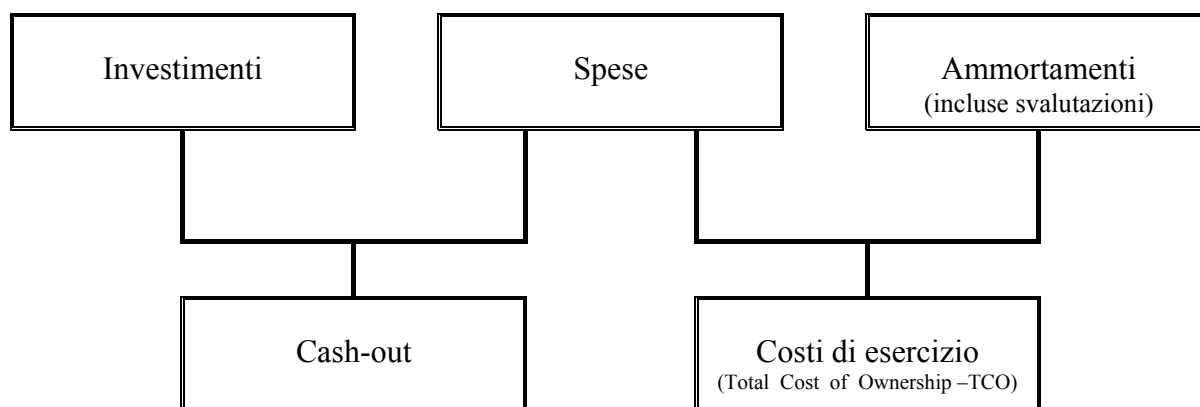 Investimenti
Spese
Ammortamenti
(incluse svalutazioni)
Cash-out
Costi di esercizio
(Total Cost of Ownership –TCO)